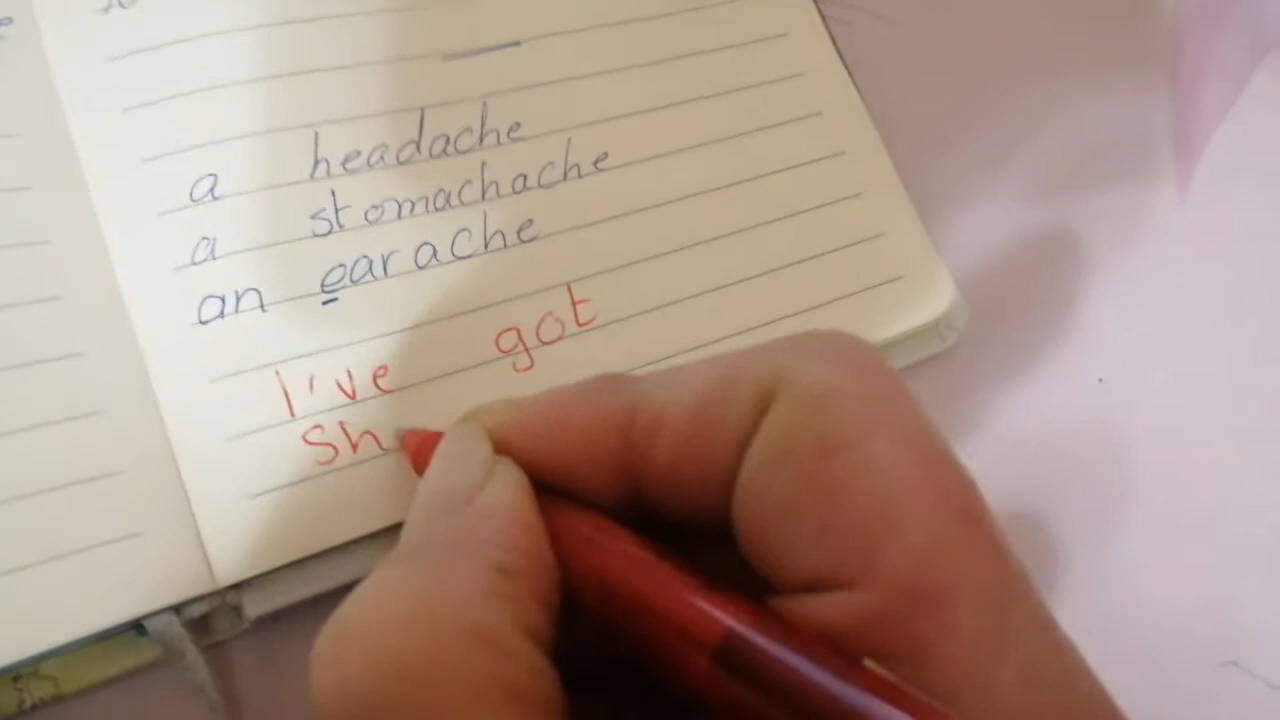 a headache
a stomachache
an earache
I've got
Sh